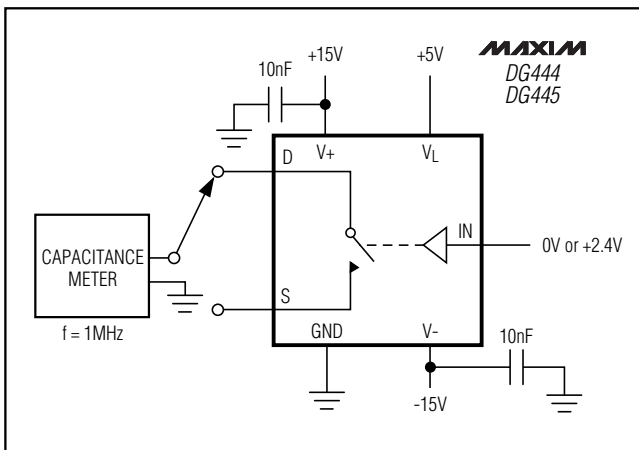 +15V
+5V
MAXIM
DG444
DG445
10nF
D
V+
VL
IN
0V or +2.4V
CAPACITANCE
METER
S
f = 1MHz
GND
V-
10nF
-15V